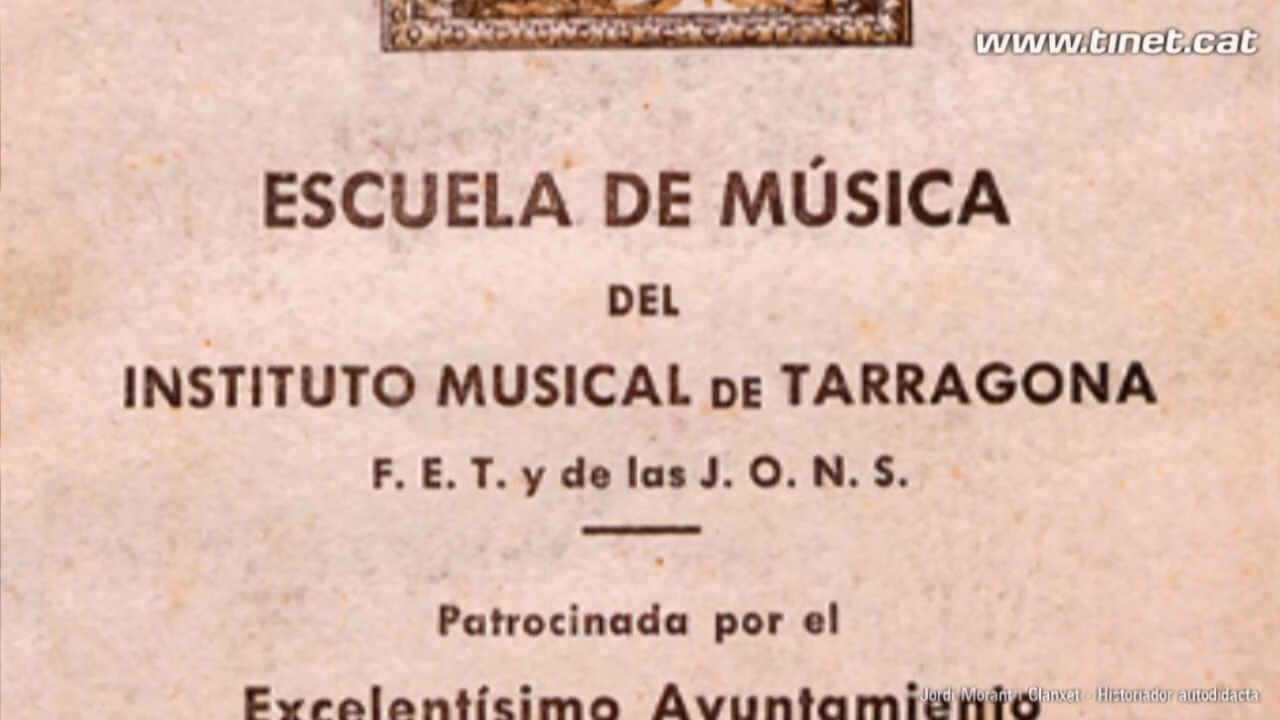 www.tinet.cat
ESCUELA DE MÚSICA
DEL
INSTITUTO MUSICAL DE TARRAGONA
F. E. T. y de las J. O. N. S.
Patrocinada por el
Excelentísimo Ayuntamiento
Jordi Morant i Clanxet - Historiador autodidacta